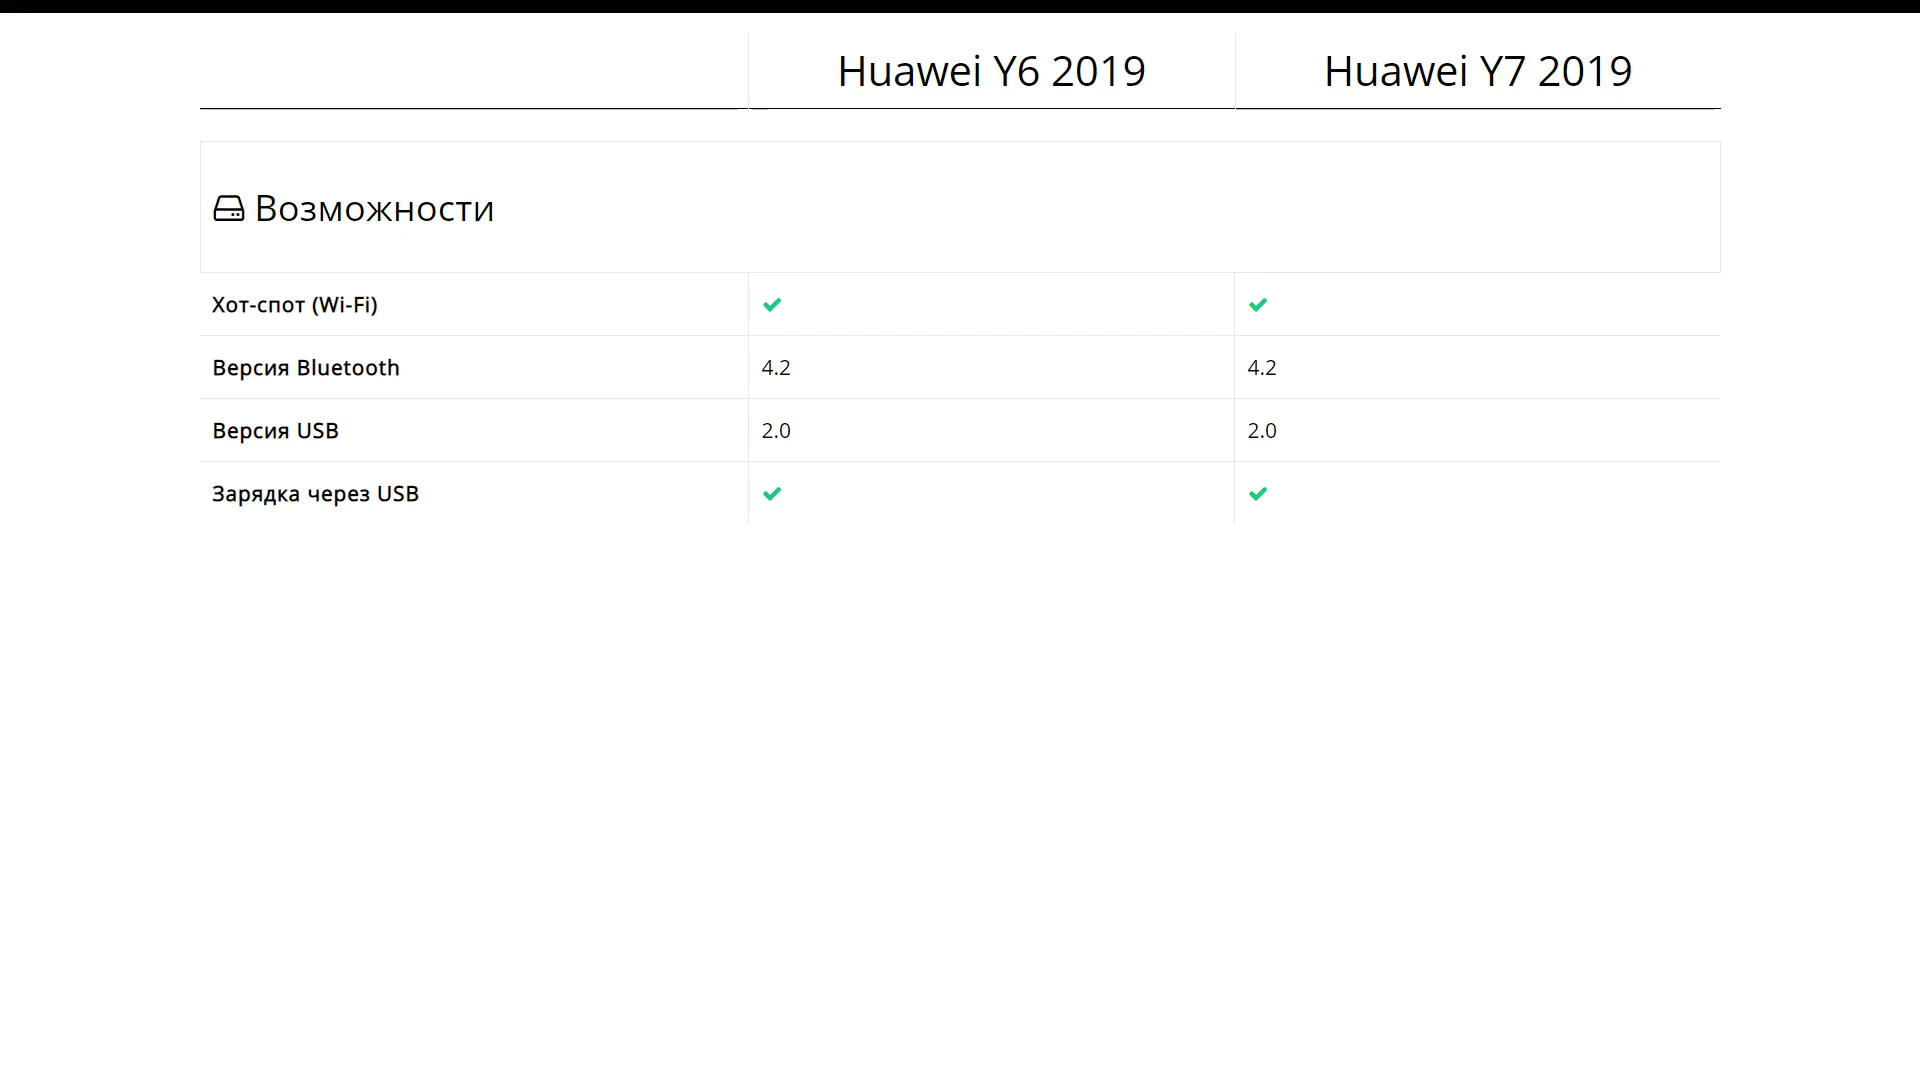 Huawei Y6 2019 Huawei Y7 2019
Возможности
Хот-спот (Wi-Fi)
Версия Bluetooth 4.2 4.2
Версия USB 2.0 2.0
Зарядка через USB